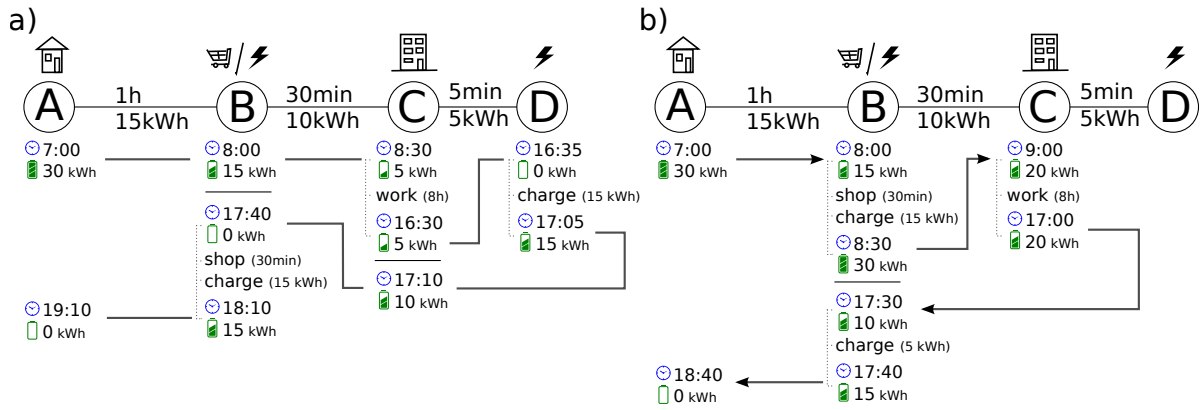 a)
A
1h
15kWh
B
30min
10kWh
C
5min
5kWh
D
7:00
30 kWh
8:00
15 kWh
8:30
5 kWh
work (8h)
16:30
5 kWh
16:35
0 kWh
charge (15 kWh)
17:05
15 kWh
17:10
10 kWh
17:40
0 kWh
shop (30min)
charge (15 kWh)
18:10
15 kWh
19:10
0 kWh
b)
A
1h
15kWh
B
30min
10kWh
C
5min
5kWh
D
7:00
30 kWh
8:00
15 kWh
shop (30min)
charge (15 kWh)
8:30
30 kWh
9:00
20 kWh
work (8h)
17:00
20 kWh
17:30
10 kWh
charge (5 kWh)
17:40
15 kWh
18:40
0 kWh